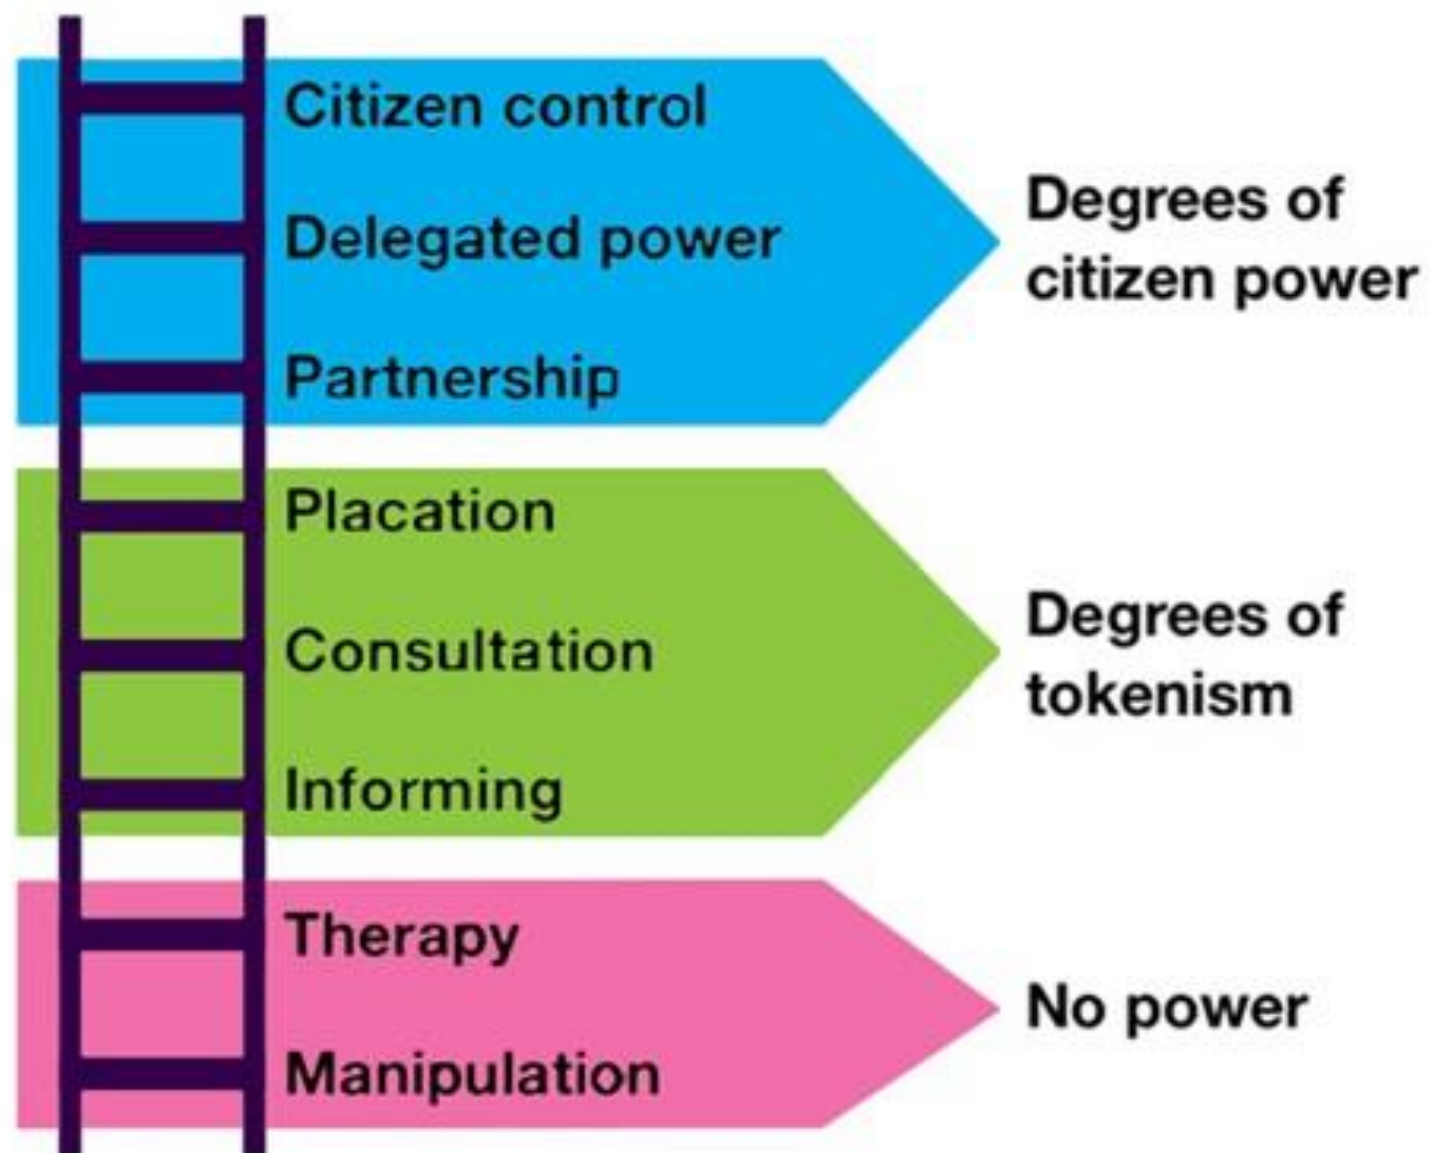 Citizen control
Delegated power
Partnership
Degrees of
citizen power
Placation
Consultation
Informing
Degrees of
tokenism
Therapy
Manipulation
No power